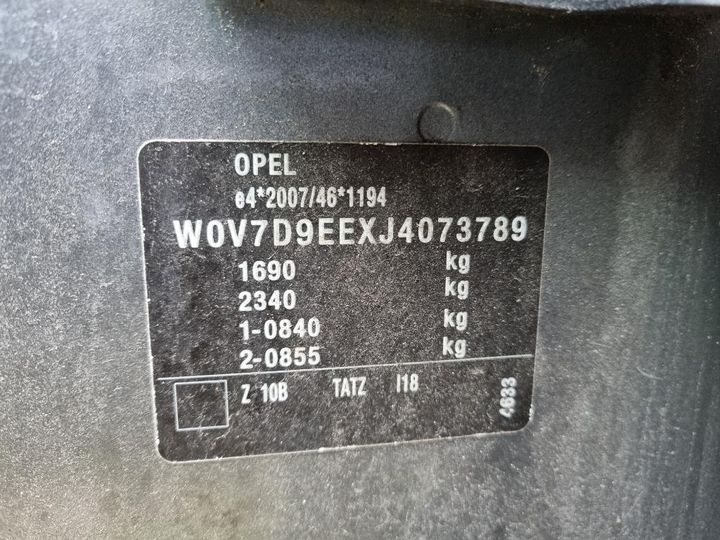 OPEL
e4*2007/46*1194
W0V7D9EEXJ4073789
1690 kg
2340 kg
1-0840 kg
2-0855 kg
Z 10B TATZ I18
4633